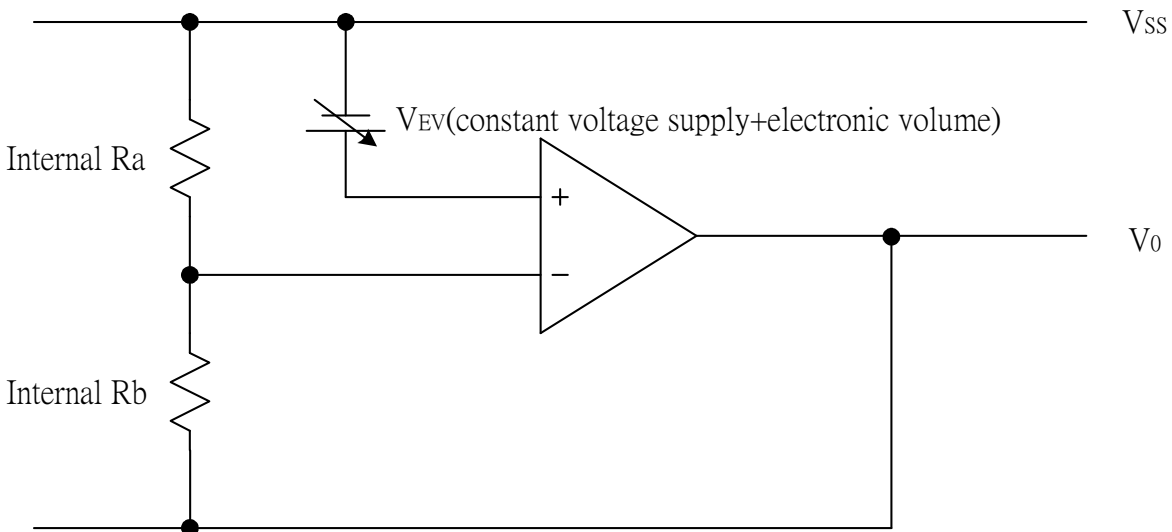 VSS
VEV(constant voltage supply+electronic volume)
Internal Ra
+
V0
−
Internal Rb